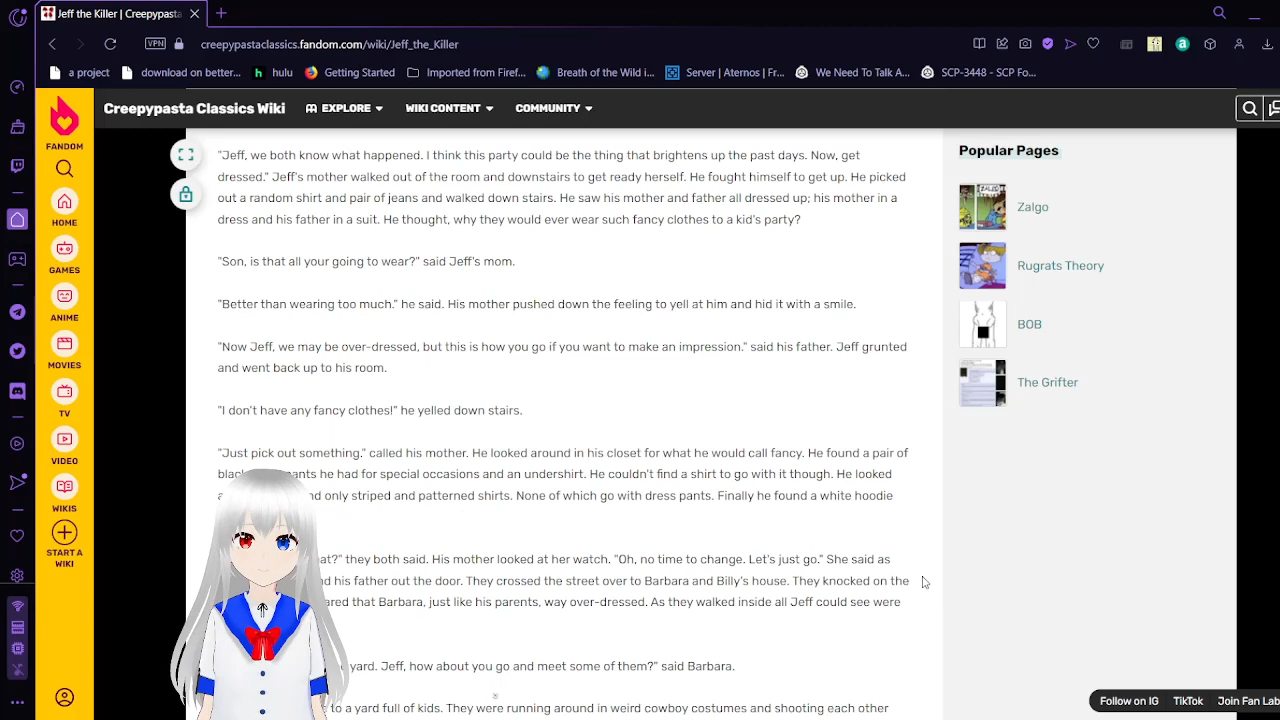 Jeff the Killer | Creepypasta
creepypastaclassics.fandom.com/wiki/Jeff_the_Killer
VPN
a project
download on better...
hulu
Getting Started
Imported from Firef...
Breath of the Wild i...
Server | Aternos | Fr...
We Need To Talk A...
SCP-3448 - SCP Fo...
Creepypasta Classics Wiki
EXPLORE
WIKI CONTENT
COMMUNITY
FANDOM
HOME
GAMES
ANIME
MOVIES
TV
VIDEO
WIKIS
START A
WIKI
"Jeff, we both know what happened. I think this party could be the thing that brightens up the past days. Now, get
dressed." Jeff's mother walked out of the room and downstairs to get ready herself. He fought himself to get up. He picked
out a random shirt and pair of jeans and walked down stairs. He saw his mother and father all dressed up; his mother in a
dress and his father in a suit. He thought, why they would ever wear such fancy clothes to a kid's party?
"Son, is that all your going to wear?" said Jeff's mom.
"Better than wearing too much." he said. His mother pushed down the feeling to yell at him and hid it with a smile.
"Now Jeff, we may be over-dressed, but this is how you go if you want to make an impression." said his father. Jeff grunted
and went back up to his room.
"I don't have any fancy clothes!" he yelled down stairs.
"Just pick out something." called his mother. He looked around in his closet for what he would call fancy. He found a pair of
he had for special occasions and an undershirt. He couldn't find a shirt to go with it though. He looked
only striped and patterned shirts. None of which go with dress pants. Finally he found a white hoodie
they both said. His mother looked at her watch. "Oh, no time to change. Let's just go." She said as
his father out the door. They crossed the street over to Barbara and Billy's house. They knocked on the
that Barbara, just like his parents, way over-dressed. As they walked inside all Jeff could see were
yard. Jeff, how about you go and meet some of them?" said Barbara.
to a yard full of kids. They were running around in weird cowboy costumes and shooting each other
Popular Pages
Zalgo
Rugrats Theory
BOB
The Grifter
Follow on IG
TikTok
Join Fan Lab